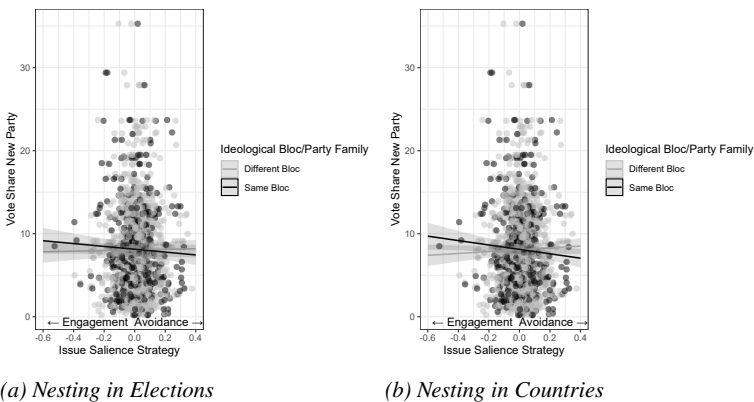 Vote Share New Party
30
20
10
0
-0.6 -0.4 -0.2 0.0 0.2 0.4
← Engagement Avoidance →
Issue Salience Strategy
Ideological Bloc/Party Family
Different Bloc
Same Bloc
(a) Nesting in Elections
Vote Share New Party
30
20
10
0
-0.6 -0.4 -0.2 0.0 0.2 0.4
← Engagement Avoidance →
Issue Salience Strategy
Ideological Bloc/Party Family
Different Bloc
Same Bloc
(b) Nesting in Countries